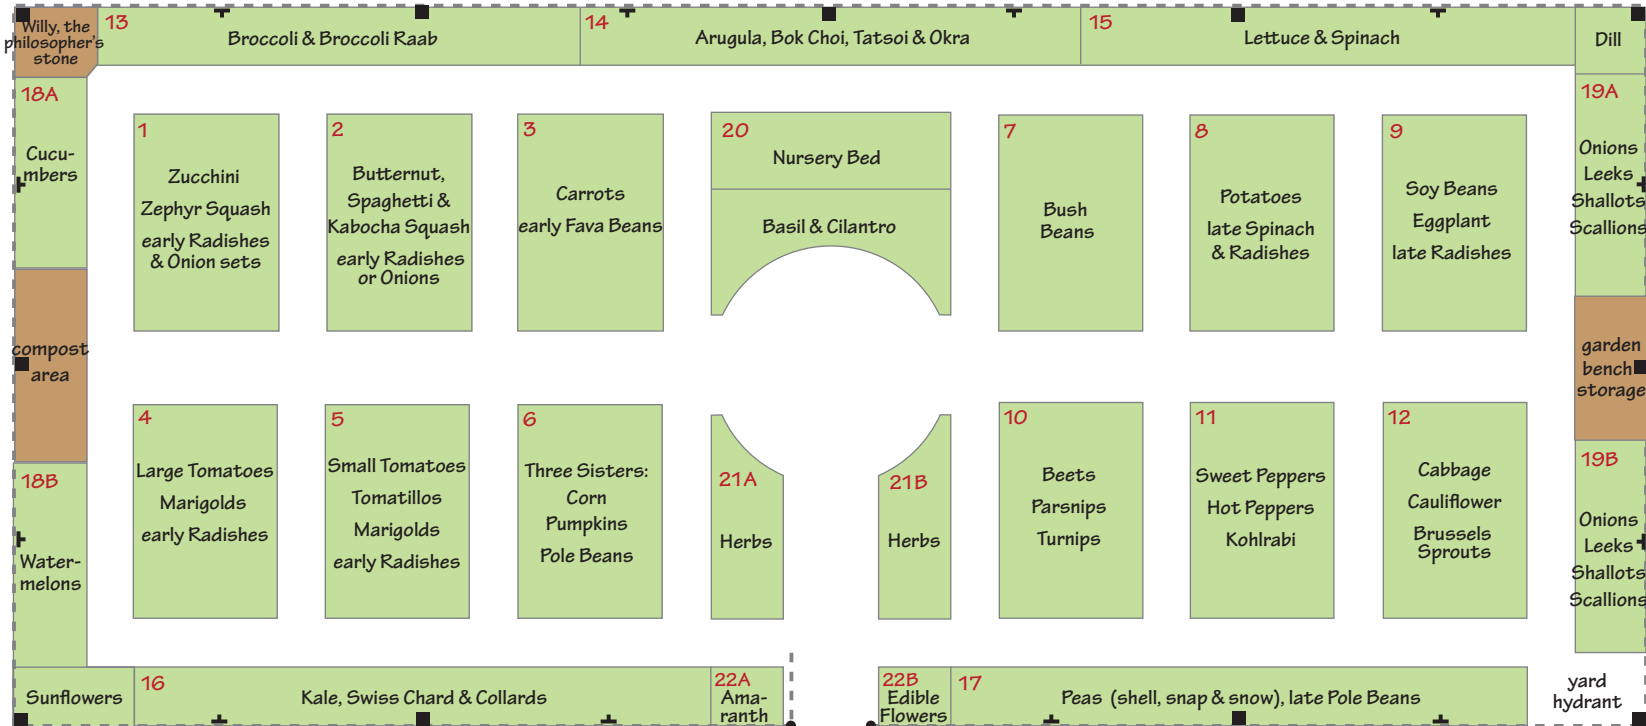 Willy, the
philosopher's
stone
13
Broccoli & Broccoli Raab
14
Arugula, Bok Choi, Tatsoi & Okra
15
Lettuce & Spinach
Dill
18A
Cucu-
mbers
1
Zucchini
Zephyr Squash
early Radishes
& Onion sets
2
Butternut,
Spaghetti &
Kabocha Squash
early Radishes
or Onions
3
Carrots
early Fava Beans
20
Nursery Bed
Basil & Cilantro
7
Bush
Beans
8
Potatoes
late Spinach
& Radishes
9
Soy Beans
Eggplant
late Radishes
19A
Onions
Leeks
Shallots
Scallions
compost
area
garden
bench
storage
18B
Water-
melons
4
Large Tomatoes
Marigolds
early Radishes
5
Small Tomatoes
Tomatillos
Marigolds
early Radishes
6
Three Sisters:
Corn
Pumpkins
Pole Beans
21A
Herbs
21B
Herbs
10
Beets
Parsnips
Turnips
11
Sweet Peppers
Hot Peppers
Kohlrabi
12
Cabbage
Cauliflower
Brussels
Sprouts
19B
Onions
Leeks
Shallots
Scallions
Sunflowers
16
Kale, Swiss Chard & Collards
22A
Ama-
ranth
22B
Edible
Flowers
17
Peas (shell, snap & snow), late Pole Beans
yard
hydrant